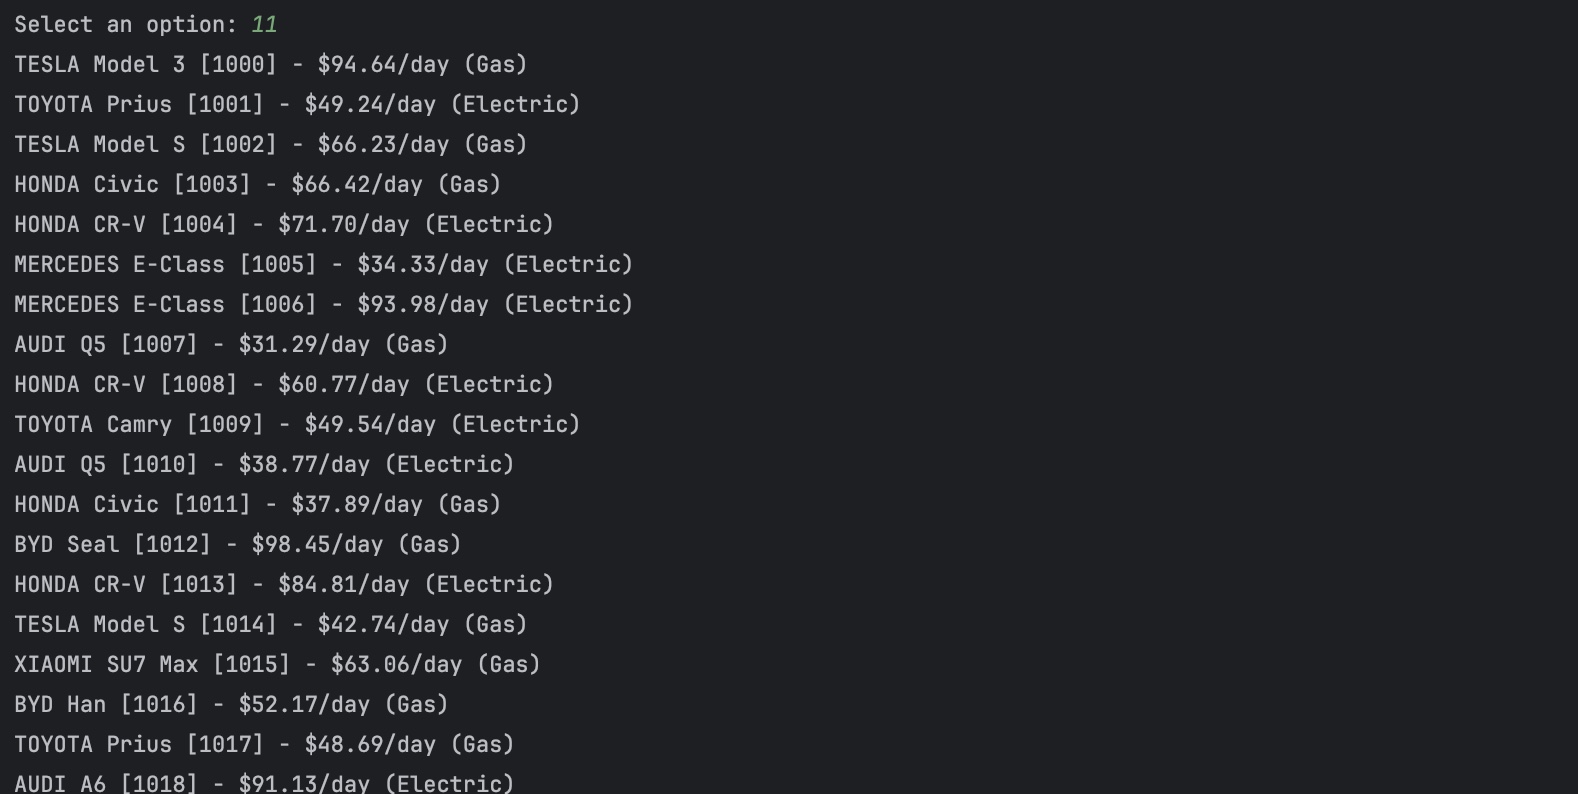 Select an option: 11
TESLA Model 3 [1000] - $94.64/day (Gas)
TOYOTA Prius [1001] - $49.24/day (Electric)
TESLA Model S [1002] - $66.23/day (Gas)
HONDA Civic [1003] - $66.42/day (Gas)
HONDA CR-V [1004] - $71.70/day (Electric)
MERCEDES E-Class [1005] - $34.33/day (Electric)
MERCEDES E-Class [1006] - $93.98/day (Electric)
AUDI Q5 [1007] - $31.29/day (Gas)
HONDA CR-V [1008] - $60.77/day (Electric)
TOYOTA Camry [1009] - $49.54/day (Electric)
AUDI Q5 [1010] - $38.77/day (Electric)
HONDA Civic [1011] - $37.89/day (Gas)
BYD Seal [1012] - $98.45/day (Gas)
HONDA CR-V [1013] - $84.81/day (Electric)
TESLA Model S [1014] - $42.74/day (Gas)
XIAOMI SU7 Max [1015] - $63.06/day (Gas)
BYD Han [1016] - $52.17/day (Gas)
TOYOTA Prius [1017] - $48.69/day (Gas)
AUDI A6 [1018] - $91.13/day (Electric)